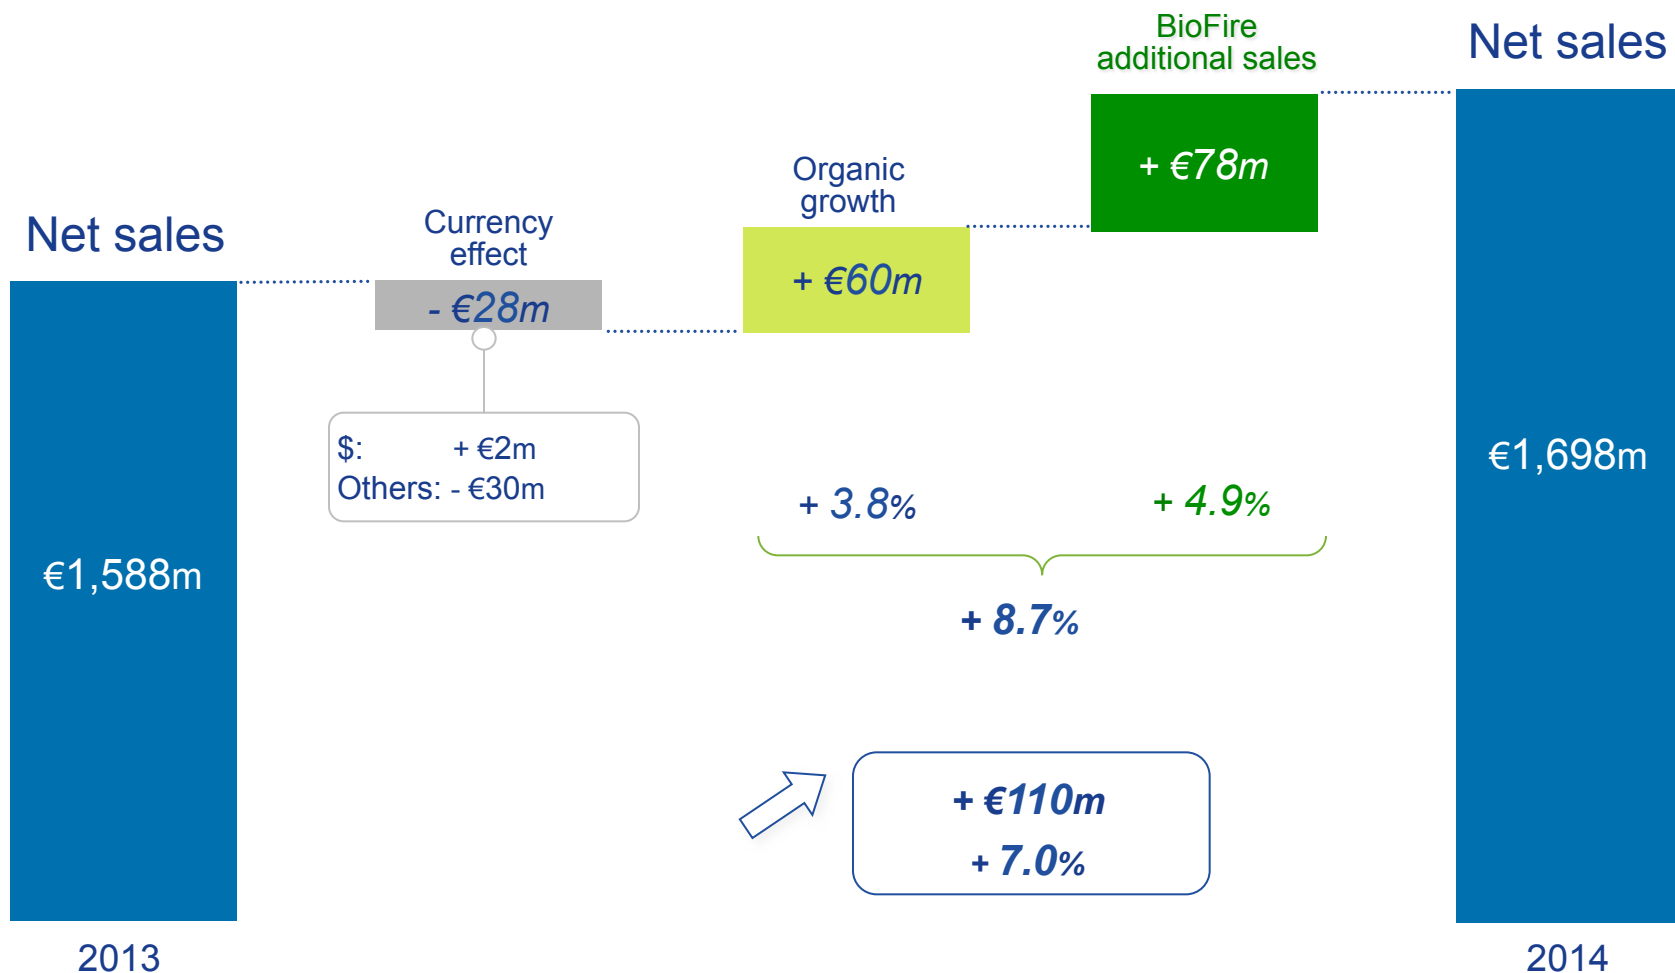 Net sales
€1,588m
2013
Currency
effect
- €28m
$: + €2m
Others: - €30m
Organic
growth
+ €60m
+ 3.8%
BioFire
additional sales
+ €78m
+ 4.9%
+ 8.7%
+ €110m
+ 7.0%
Net sales
€1,698m
2014